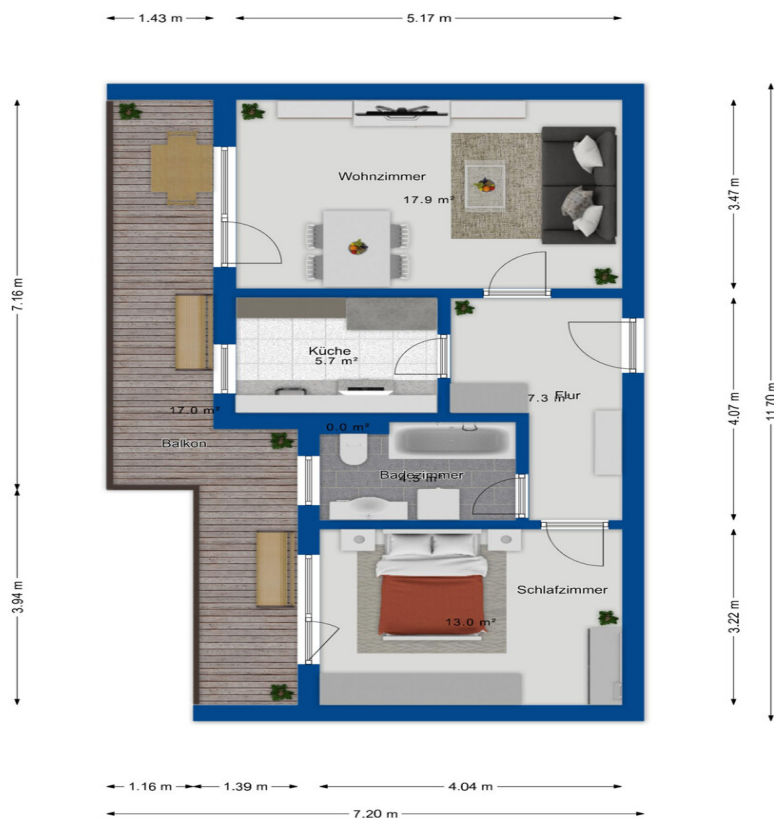 1.43 m
5.17 m
Wohnzimmer
17.9 m²
3.47 m
7.16 m
Küche
5.7 m²
Flur
7.3 m²
4.07 m
11.70 m
17.0 m²
Balkon
0.0 m²
Badezimmer
4.5 m²
Schlafzimmer
13.0 m²
3.94 m
3.22 m
1.16 m
1.39 m
4.04 m
7.20 m